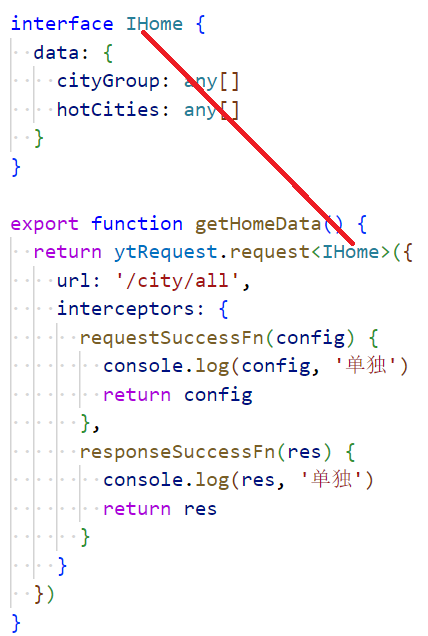 interface IHome {
  data: {
    cityGroup: any[]
    hotCities: any[]
  }
}

export function getHomeData() {
  return ytRequest.request<IHome>({
    url: '/city/all',
    interceptors: {
      requestSuccessFn(config) {
        console.log(config, '单独')
        return config
      },
      responseSuccessFn(res) {
        console.log(res, '单独')
        return res
      }
    }
  })
}